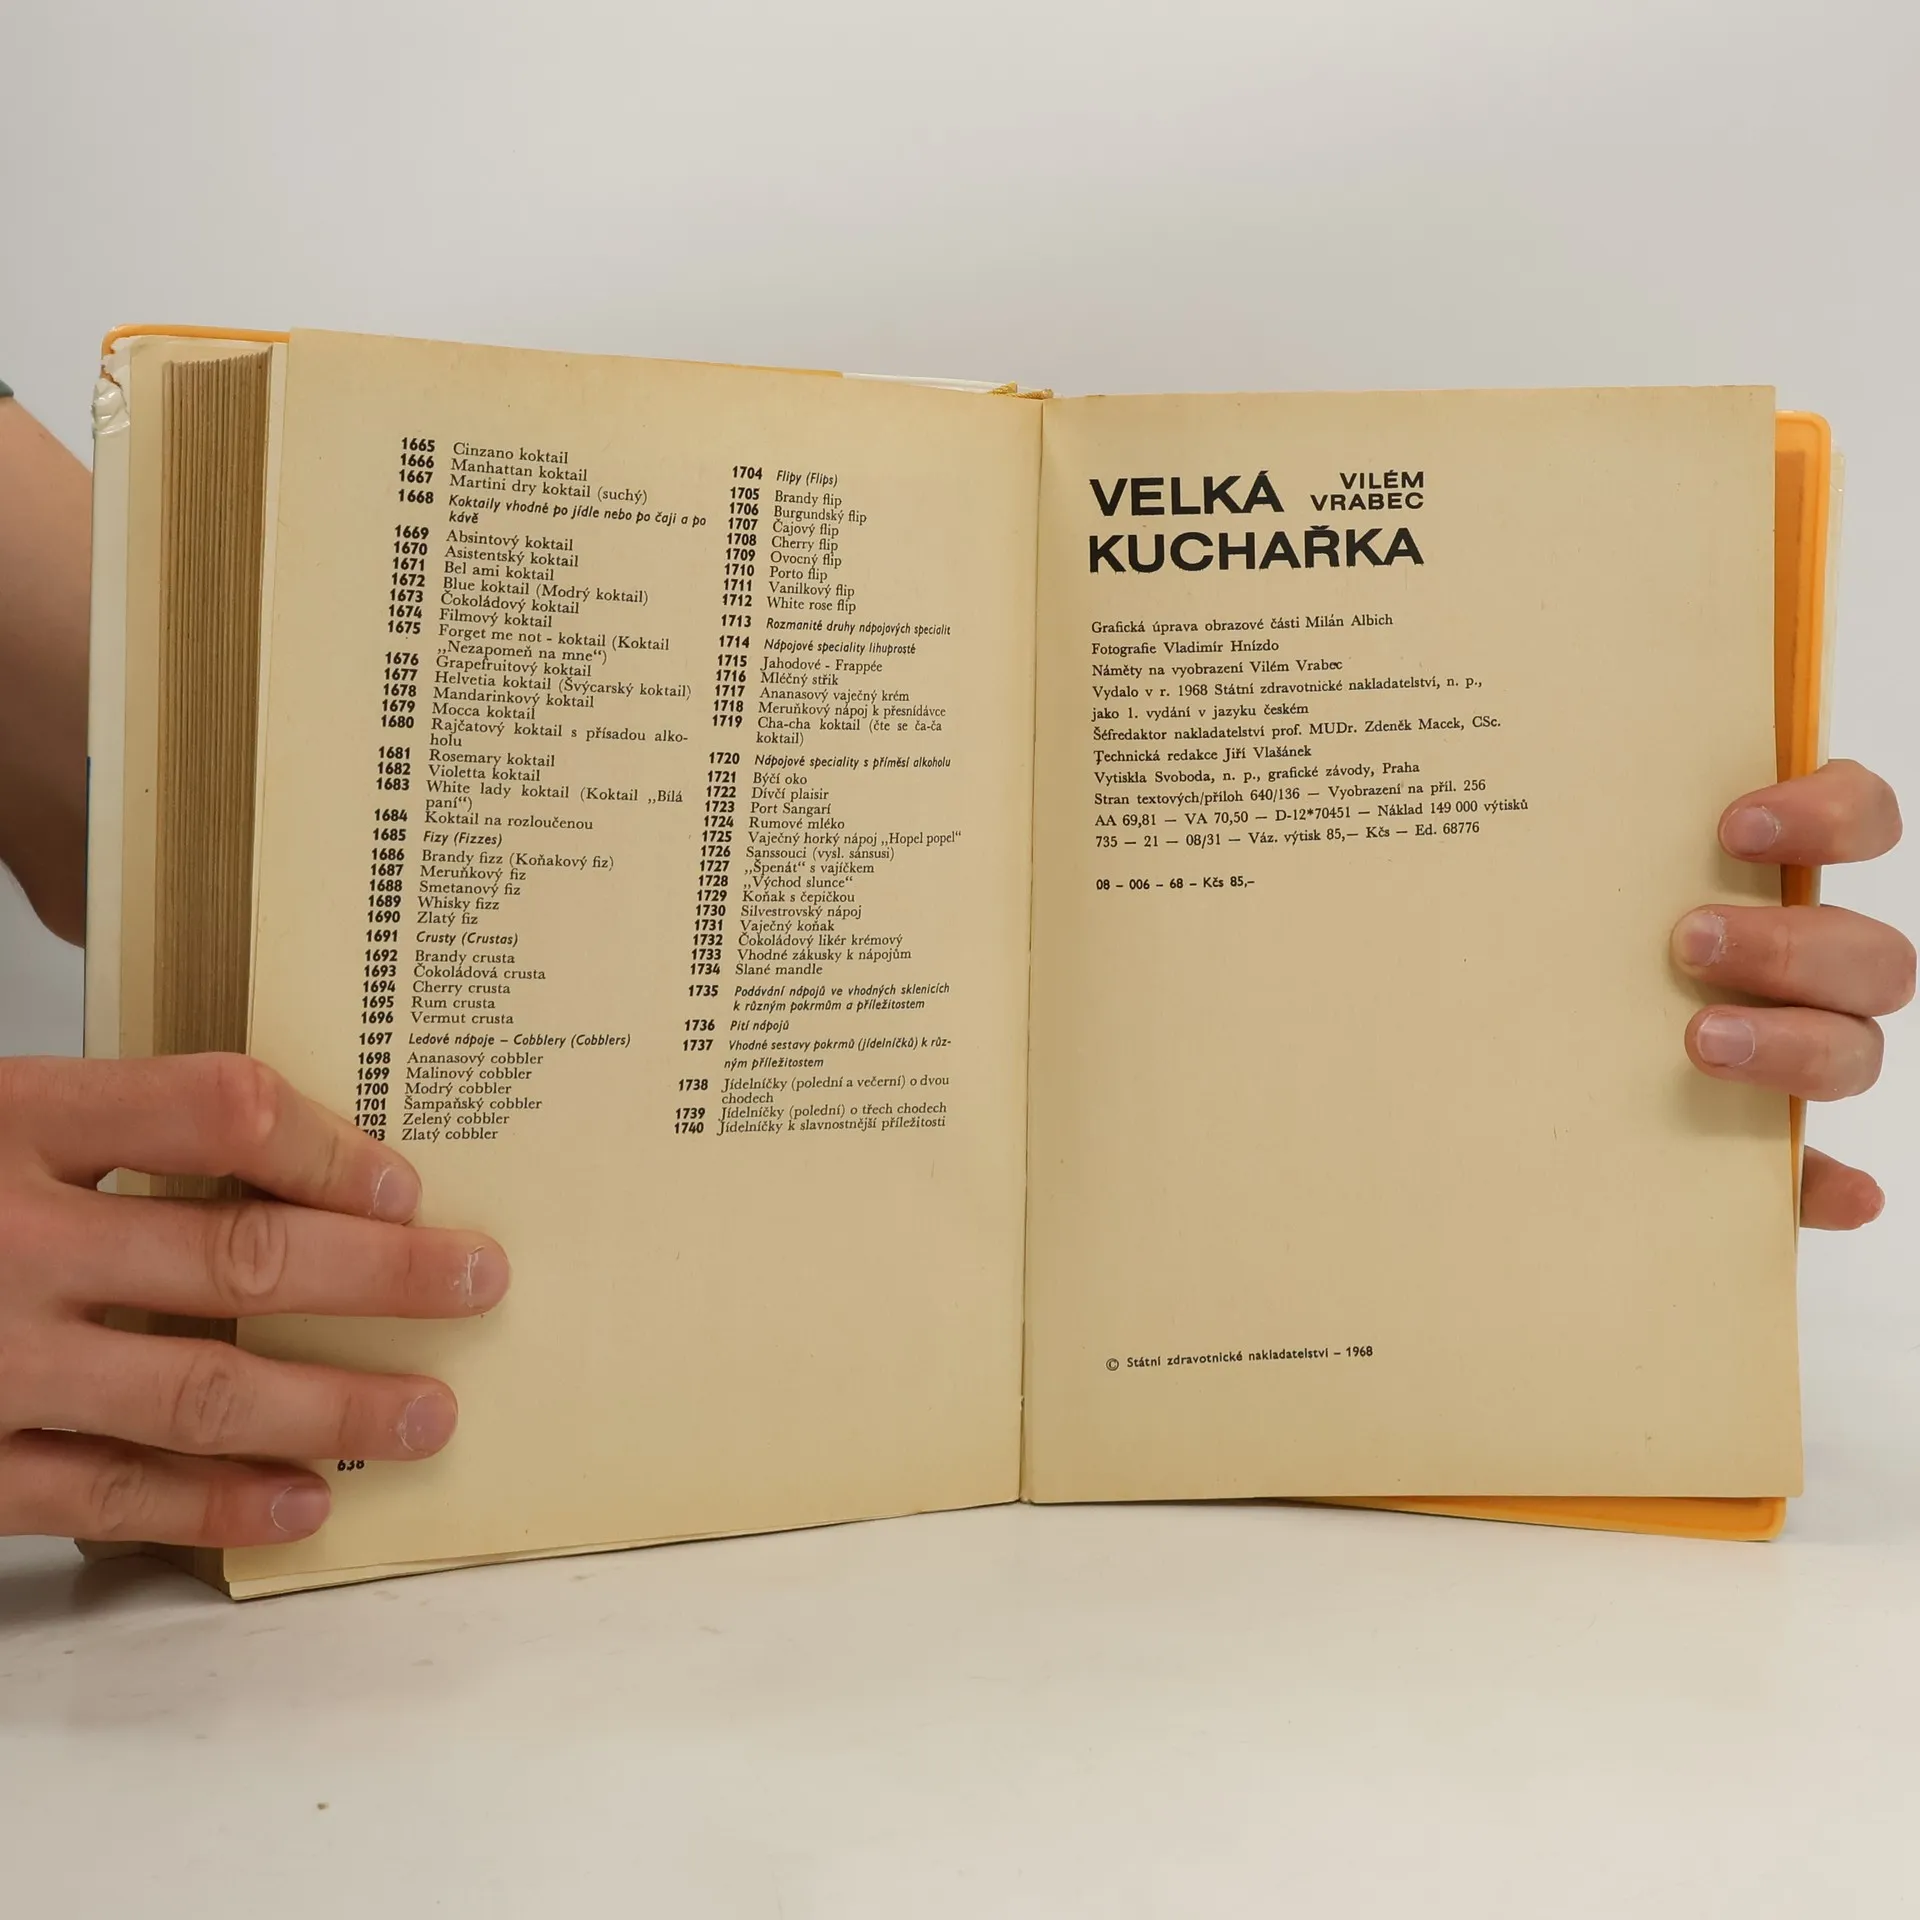 1665 Cinzano koktail
1666 Manhattan koktail
1667 Martini dry koktail (suchý)
1668 Koktaily vhodné po jídle nebo po čaji a po
kávě
1669 Absintový koktail
1670 Asistentský koktail
1671 Bel ami koktail
1672 Blue koktail (Modrý koktail)
1673 Čokoládový koktail
1674 Filmový koktail
1675 Forget me not - koktail (Koktail
„Nezapomeň na mne“)
1676 Grapefruitový koktail
1677 Helvetia koktail (Švýcarský koktail)
1678 Mandarinkový koktail
1679 Mocca koktail
1680 Rajčatový koktail s přísadou alko-
holu
1681 Rosemary koktail
1682 Violetta koktail
1683 White lady koktail (Koktail „Bílá
paní“)
1684 Koktail na rozloučenou
1685 Fizy (Fizzes)
1686 Brandy fizz (Koňakový fiz)
1687 Meruňkový fiz
1688 Smetanový fiz
1689 Whisky fizz
1690 Zlatý fiz
1691 Crusty (Crustas)
1692 Brandy crusta
1693 Čokoládová crusta
1694 Cherry crusta
1695 Rum crusta
1696 Vermut crusta
1697 Ledové nápoje – Cobblery (Cobblers)
1698 Ananasový cobbler
1699 Malinový cobbler
1700 Modrý cobbler
1701 Šampaňský cobbler
1702 Zelený cobbler
703 Zlatý cobbler
638
1704 Flipy (Flips)
1705 Brandy flip
1706 Burgundský flip
1707 Čajový flip
1708 Cherry flip
1709 Ovocný flip
1710 Porto flip
1711 Vanilkový flip
1712 White rose flip
1713 Rozmanité druhy nápojových specialit
1714 Nápojové speciality lihuprosté
1715 Jahodové - Frappée
1716 Mléčný střik
1717 Ananasový vaječný krém
1718 Meruňkový nápoj k přesnídávce
1719 Cha-cha koktail (čte se ča-ča
koktail)
1720 Nápojové speciality s příměsí alkoholu
1721 Býčí oko
1722 Dívčí plaisir
1723 Port Sangarí
1724 Rumové mléko
1725 Vaječný horký nápoj „Hopel popel“
1726 Sanssouci (vysl. sánsusi)
1727 „Špenát“ s vajíčkem
1728 „Východ slunce“
1729 Koňak s čepičkou
1730 Silvestrovský nápoj
1731 Vaječný koňak
1732 Čokoládový likér krémový
1733 Vhodné zákusky k nápojům
1734 Slané mandle
1735 Podávání nápojů ve vhodných sklenicích
k různým pokrmům a příležitostem
1736 Pití nápojů
1737 Vhodné sestavy pokrmů (jídelníčků) k růz-
ným příležitostem
1738 Jídelníčky (polední a večerní) o dvou
chodech
1739 Jídelníčky (polední) o třech chodech
1740 Jídelníčky k slavnostnější příležitosti
VELKÁ
KUCHAŘKA
VILÉM
VRABEC
Grafická úprava obrazové části Milán Albich
Fotografie Vladimír Hnízdo
Náměty na vyobrazení Vilém Vrabec
Vydalo v r. 1968 Státní zdravotnické nakladatelství, n. p.,
jako 1. vydání v jazyku českém
Šéfredaktor nakladatelství prof. MUDr. Zdeněk Macek, CSc.
Technická redakce Jiří Vlašánek
Vytiskla Svoboda, n. p., grafické závody, Praha
Stran textových/příloh 640/136 — Vyobrazení na příl. 256
AA 69,81 — VA 70,50 — D-12*70451 — Náklad 149 000 výtisků
735 — 21 — 08/31 — Váz. výtisk 85,— Kčs — Ed. 68776
08 – 006 – 68 – Kčs 85,–
© Státní zdravotnické nakladatelství – 1968